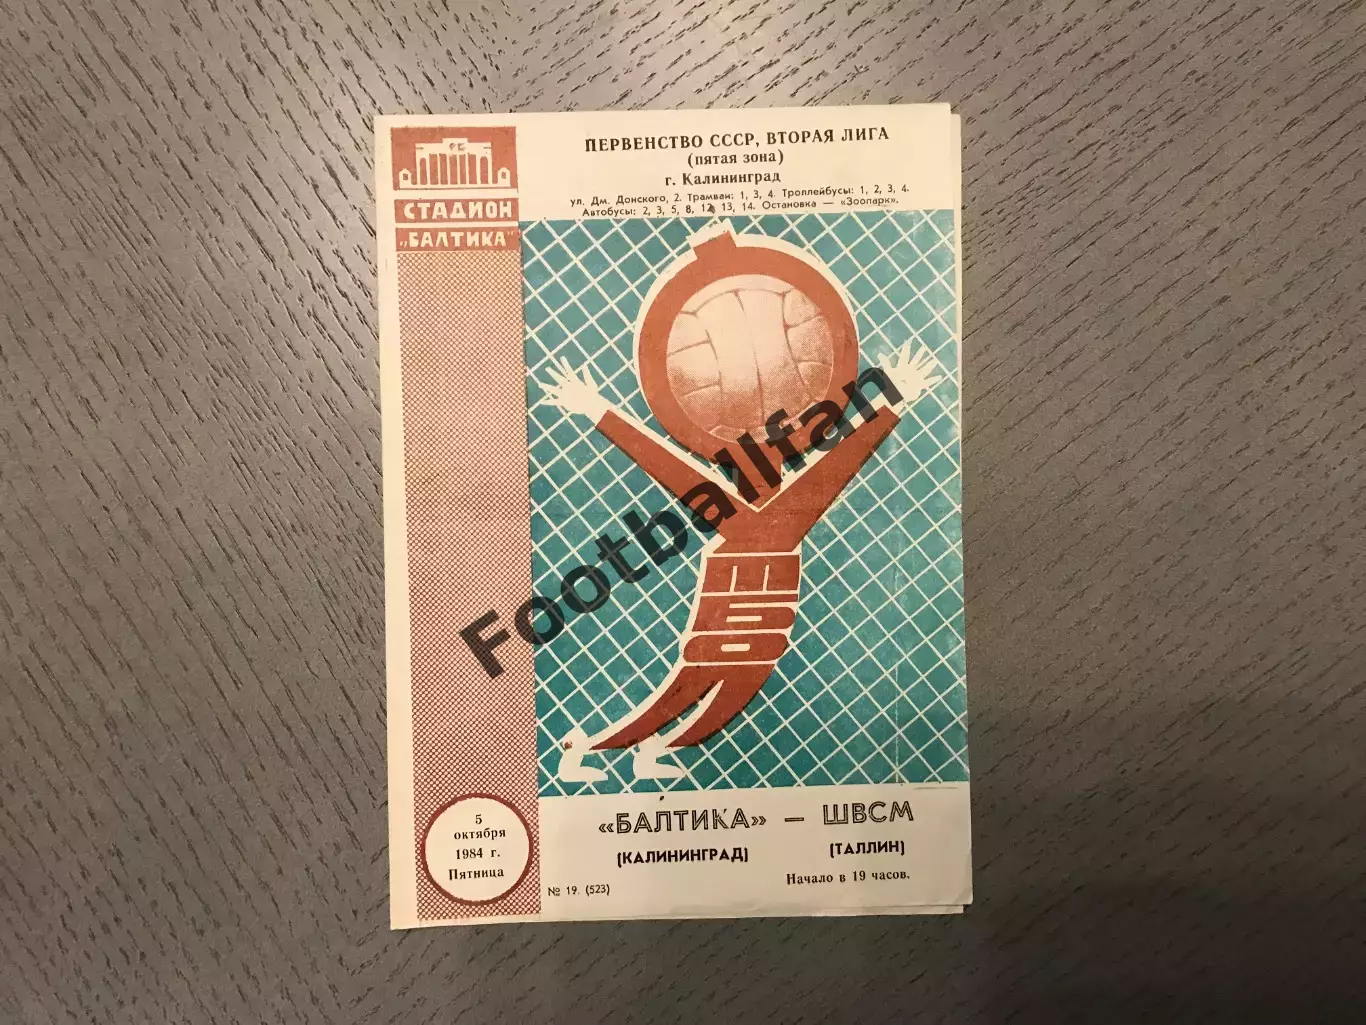 ПЕРВЕНСТВО СССР, ВТОРАЯ ЛИГА
(пятая зона)
г. Калининград
ул. Дм. Донского, 2. Трамваи: 1, 3, 4. Троллейбусы: 1, 2, 3, 4.
Автобусы: 2, 3, 5, 8, 12, 13, 14. Остановка — «Зоопарк».
СТАДИОН
„БАЛТИКА"
Footballfan
ТБОЛ
5
октября
1984 г.
Пятница
«БАЛТИКА» — ШВСМ
(КАЛИНИНГРАД) (ТАЛЛИН)
Начало в 19 часов.
№ 19. (523)